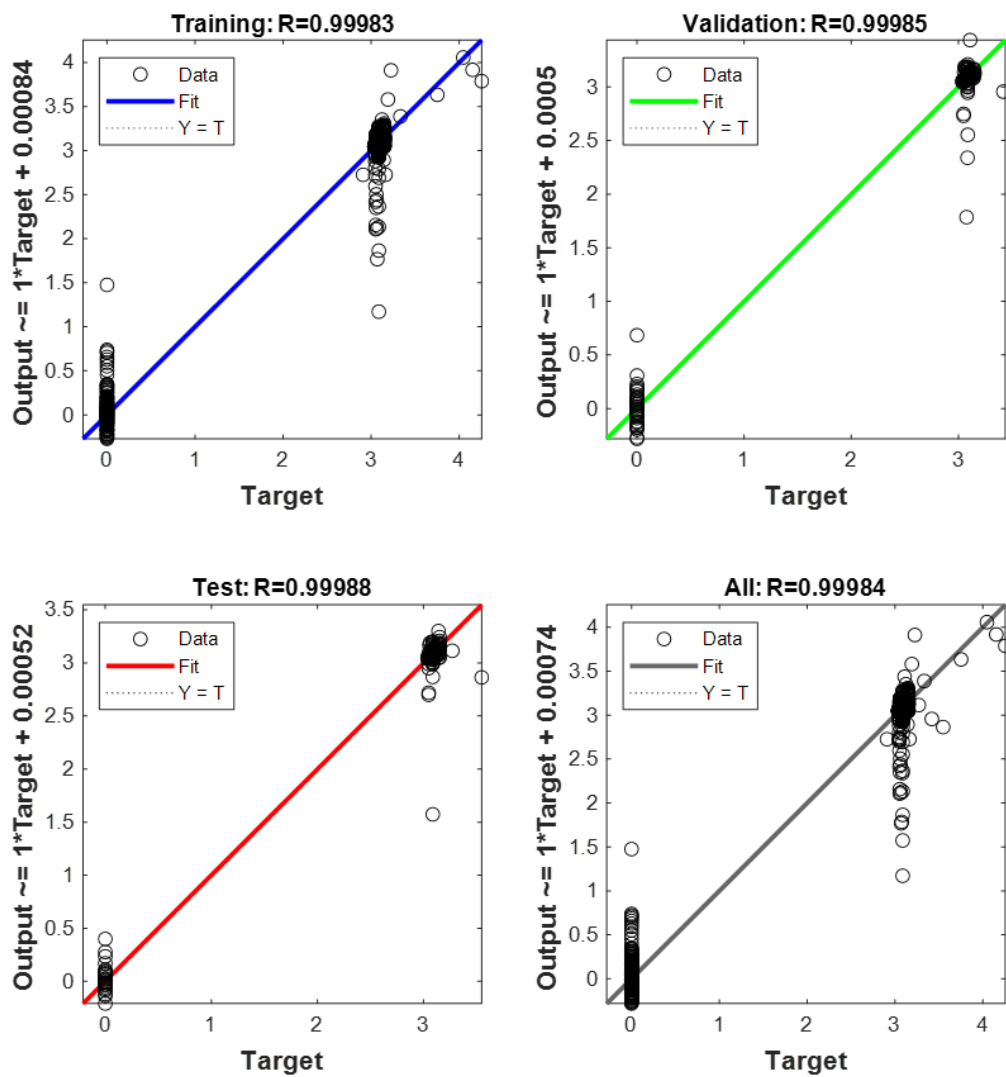 Training: R=0.99983
Data
Fit
Y = T
Output ~= 1*Target + 0.00084
4
3.5
3
2.5
2
1.5
1
0.5
0
0 1 2 3 4
Target
Validation: R=0.99985
Data
Fit
Y = T
Output ~= 1*Target + 0.0005
3
2.5
2
1.5
1
0.5
0
0 1 2 3
Target
Test: R=0.99988
Data
Fit
Y = T
Output ~= 1*Target + 0.00052
3.5
3
2.5
2
1.5
1
0.5
0
0 1 2 3
Target
All: R=0.99984
Data
Fit
Y = T
Output ~= 1*Target + 0.00074
4
3.5
3
2.5
2
1.5
1
0.5
0
0 1 2 3 4
Target